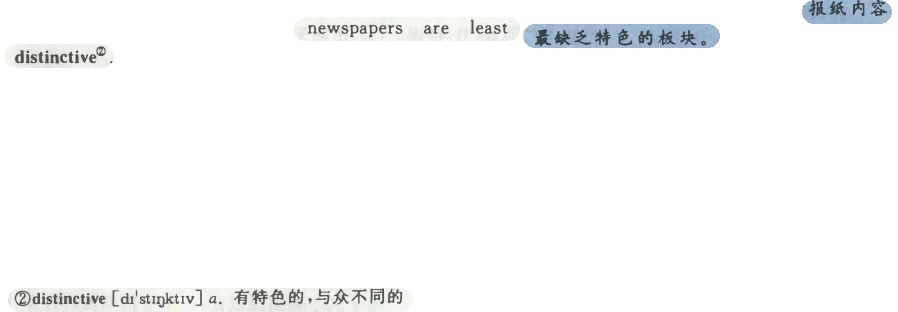 newspapers are least
distinctive②.
报纸内容
最缺乏特色的板块。
②distinctive [dɪˈstɪŋktɪv] a. 有特色的,与众不同的